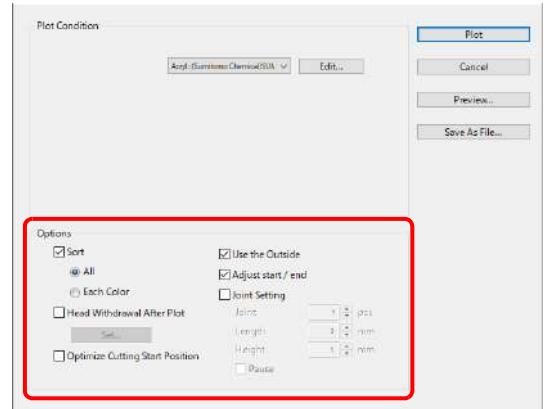 Plot Condition
Plot
Edit...
Cancel
Preview...
Save As File...
Options
Sort
All
Each Color
Head Withdrawal After Plot
Set...
Optimize Cutting Start Position
Use the Outside
Adjust start / end
Joint Setting
Joint
pcs
Length
mm
Height
mm
Pause